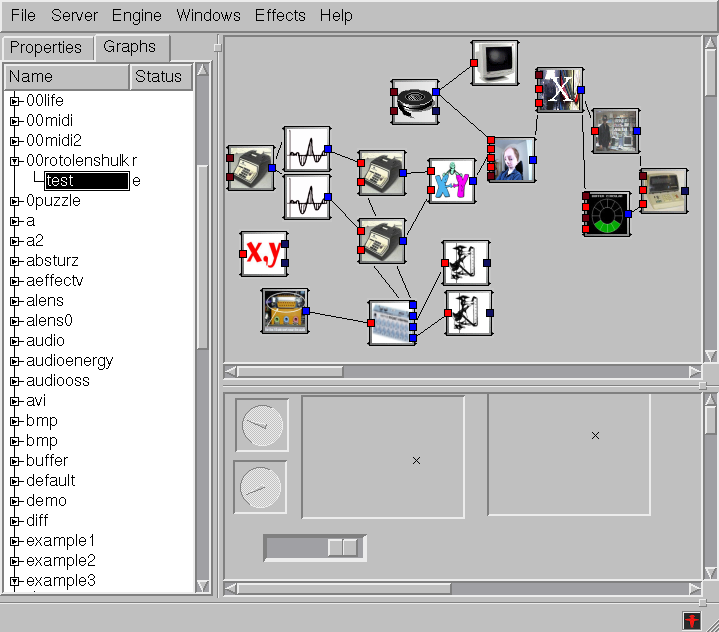 File Server Engine Windows Effects Help
Properties Graphs
Name Status
00life
00midi
00midi2
00rotolenshulk r
test e
0puzzle
a
a2
absturz
aeffectv
alens
alens0
audio
audioenergy
audiooss
avi
bmp
bmp
buffer
default
demo
diff
example1
example2
example3
X
X Y
x,y